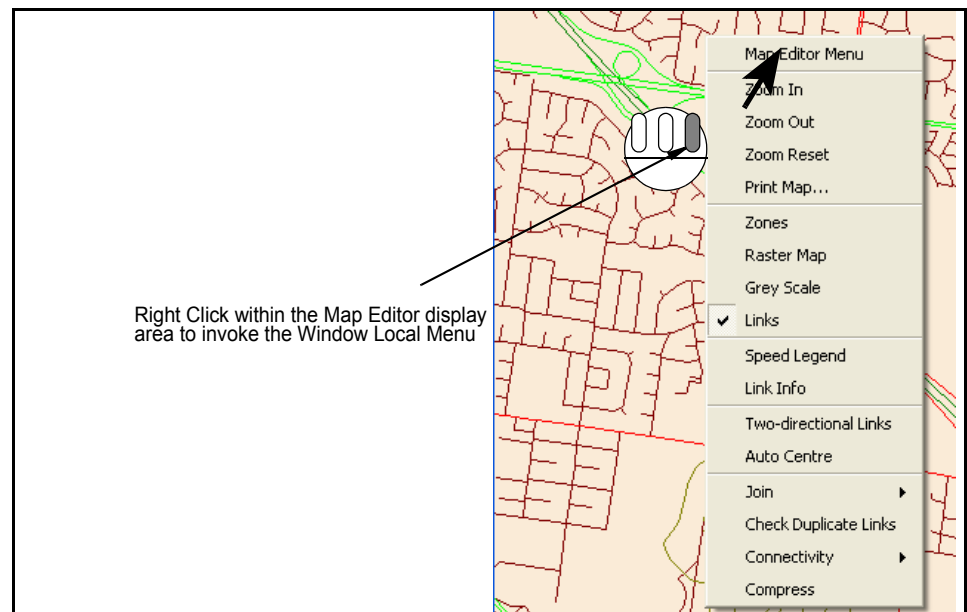 Map Editor Menu
Zoom In
Zoom Out
Zoom Reset
Print Map...
Zones
Raster Map
Grey Scale
Links
Speed Legend
Link Info
Two-directional Links
Auto Centre
Join
Check Duplicate Links
Connectivity
Compress
Right Click within the Map Editor display
area to invoke the Window Local Menu